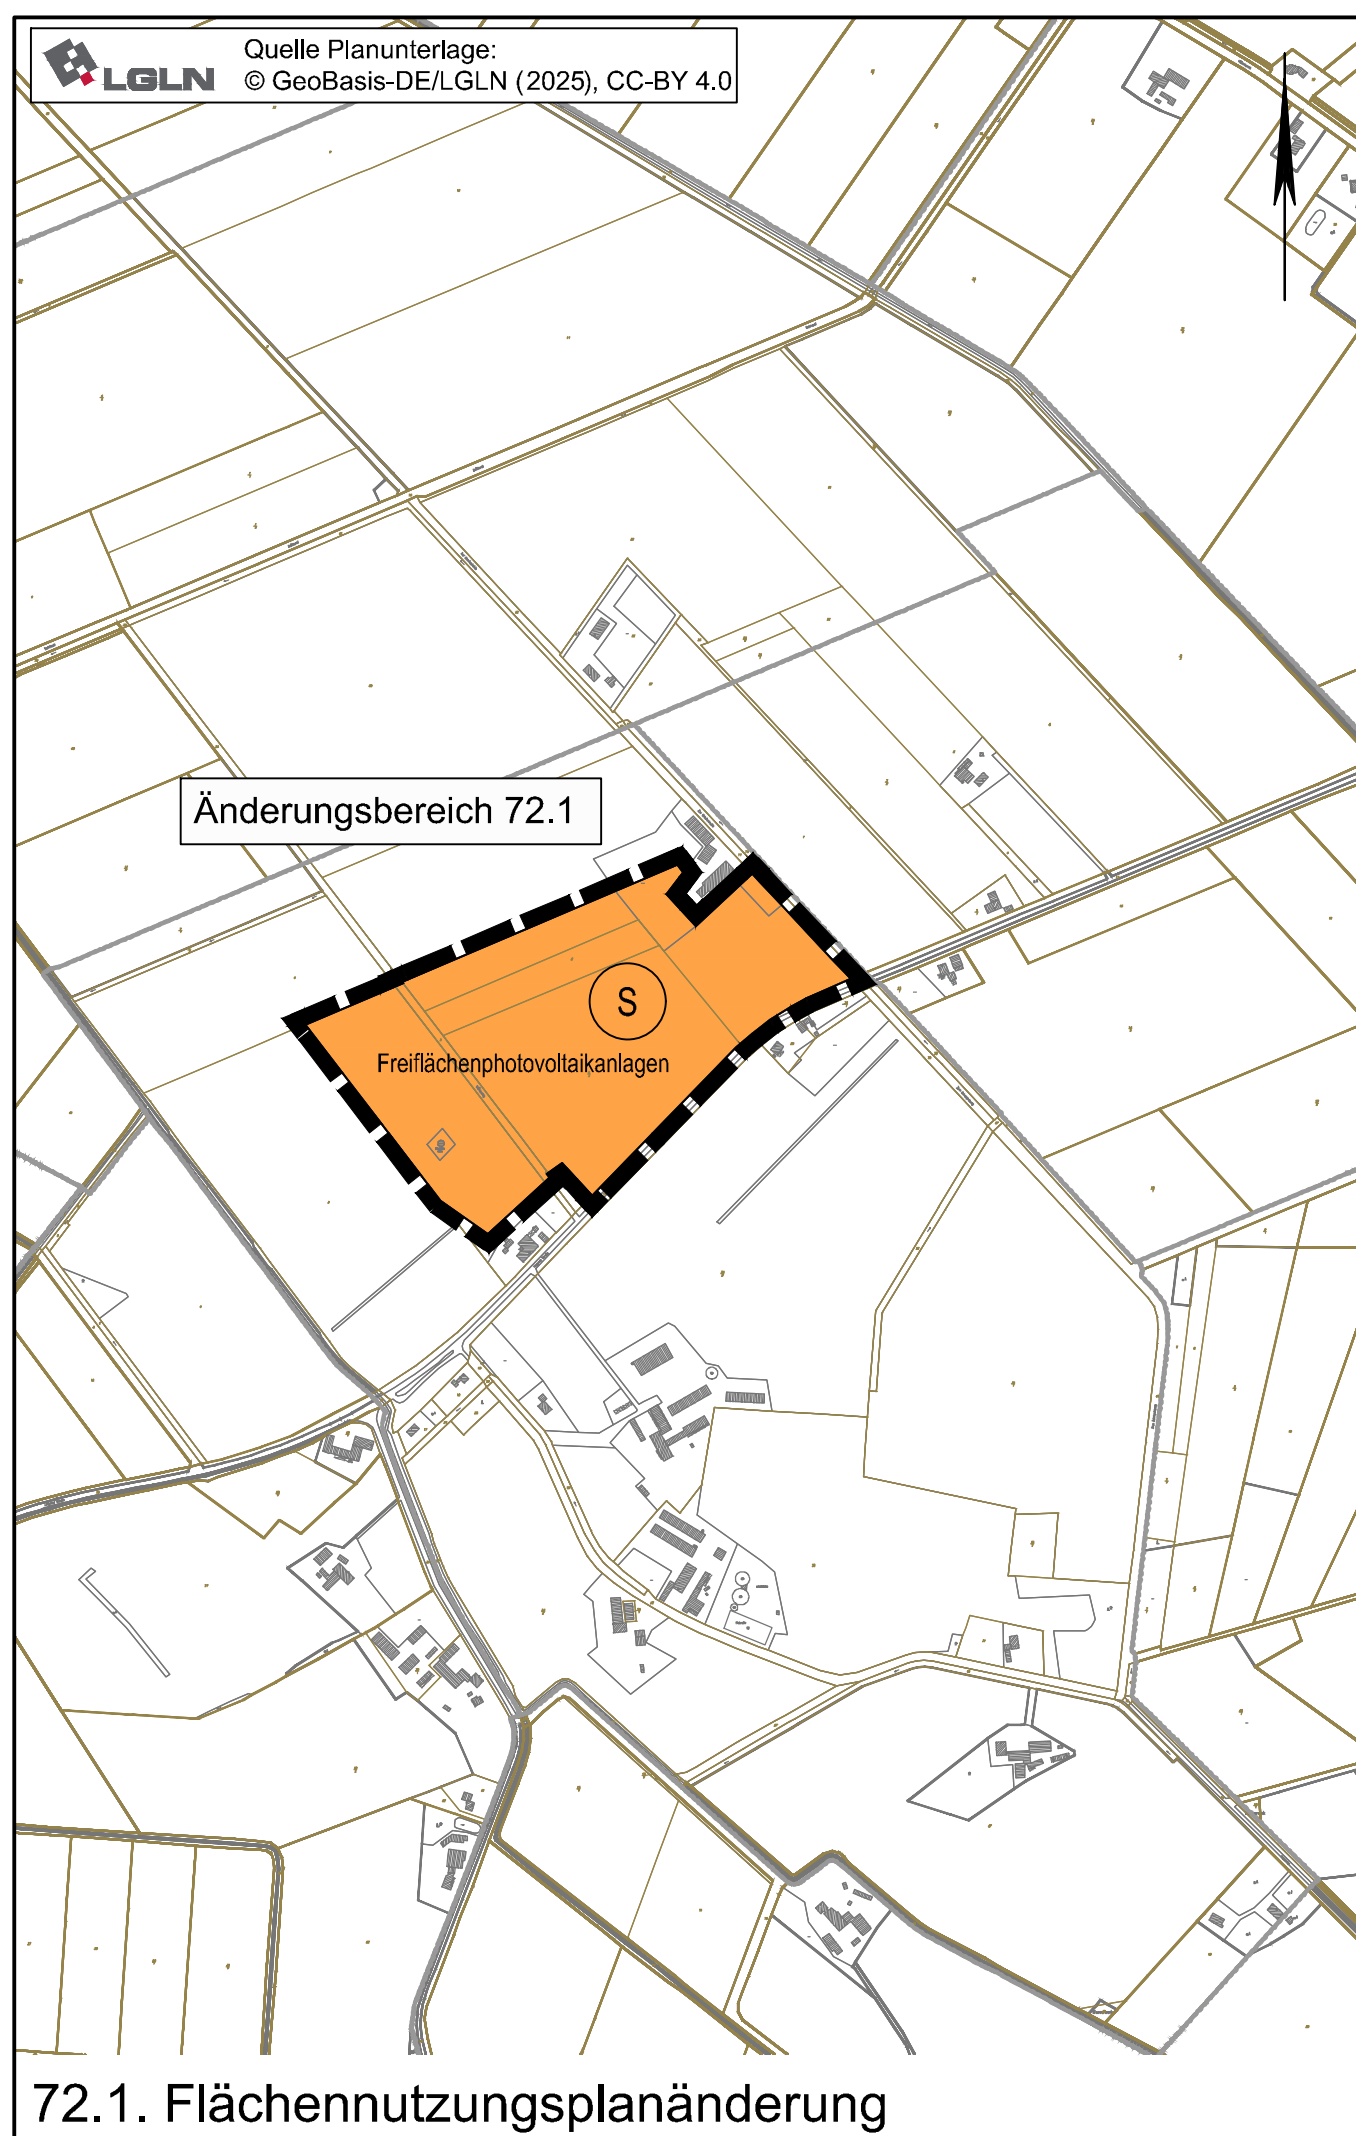 LGLN
Quelle Planunterlage:
© GeoBasis-DE/LGLN (2025), CC-BY 4.0
Änderungsbereich 72.1
S
Freiflächenphotovoltaikanlagen
72.1. Flächennutzungsplanänderung